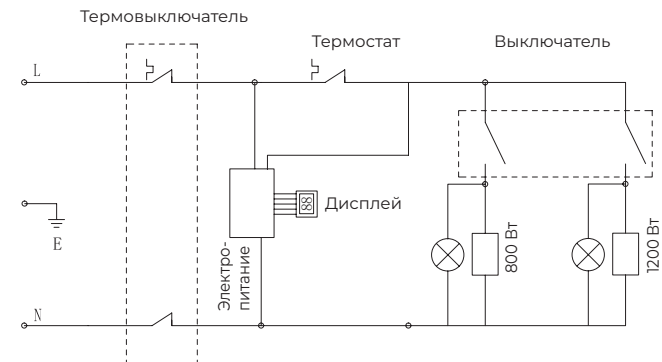 Термовыключатель
Термостат
Выключатель
L
88
Дисплей
E
Электро-
питание
800 Вт
1200 Вт
N